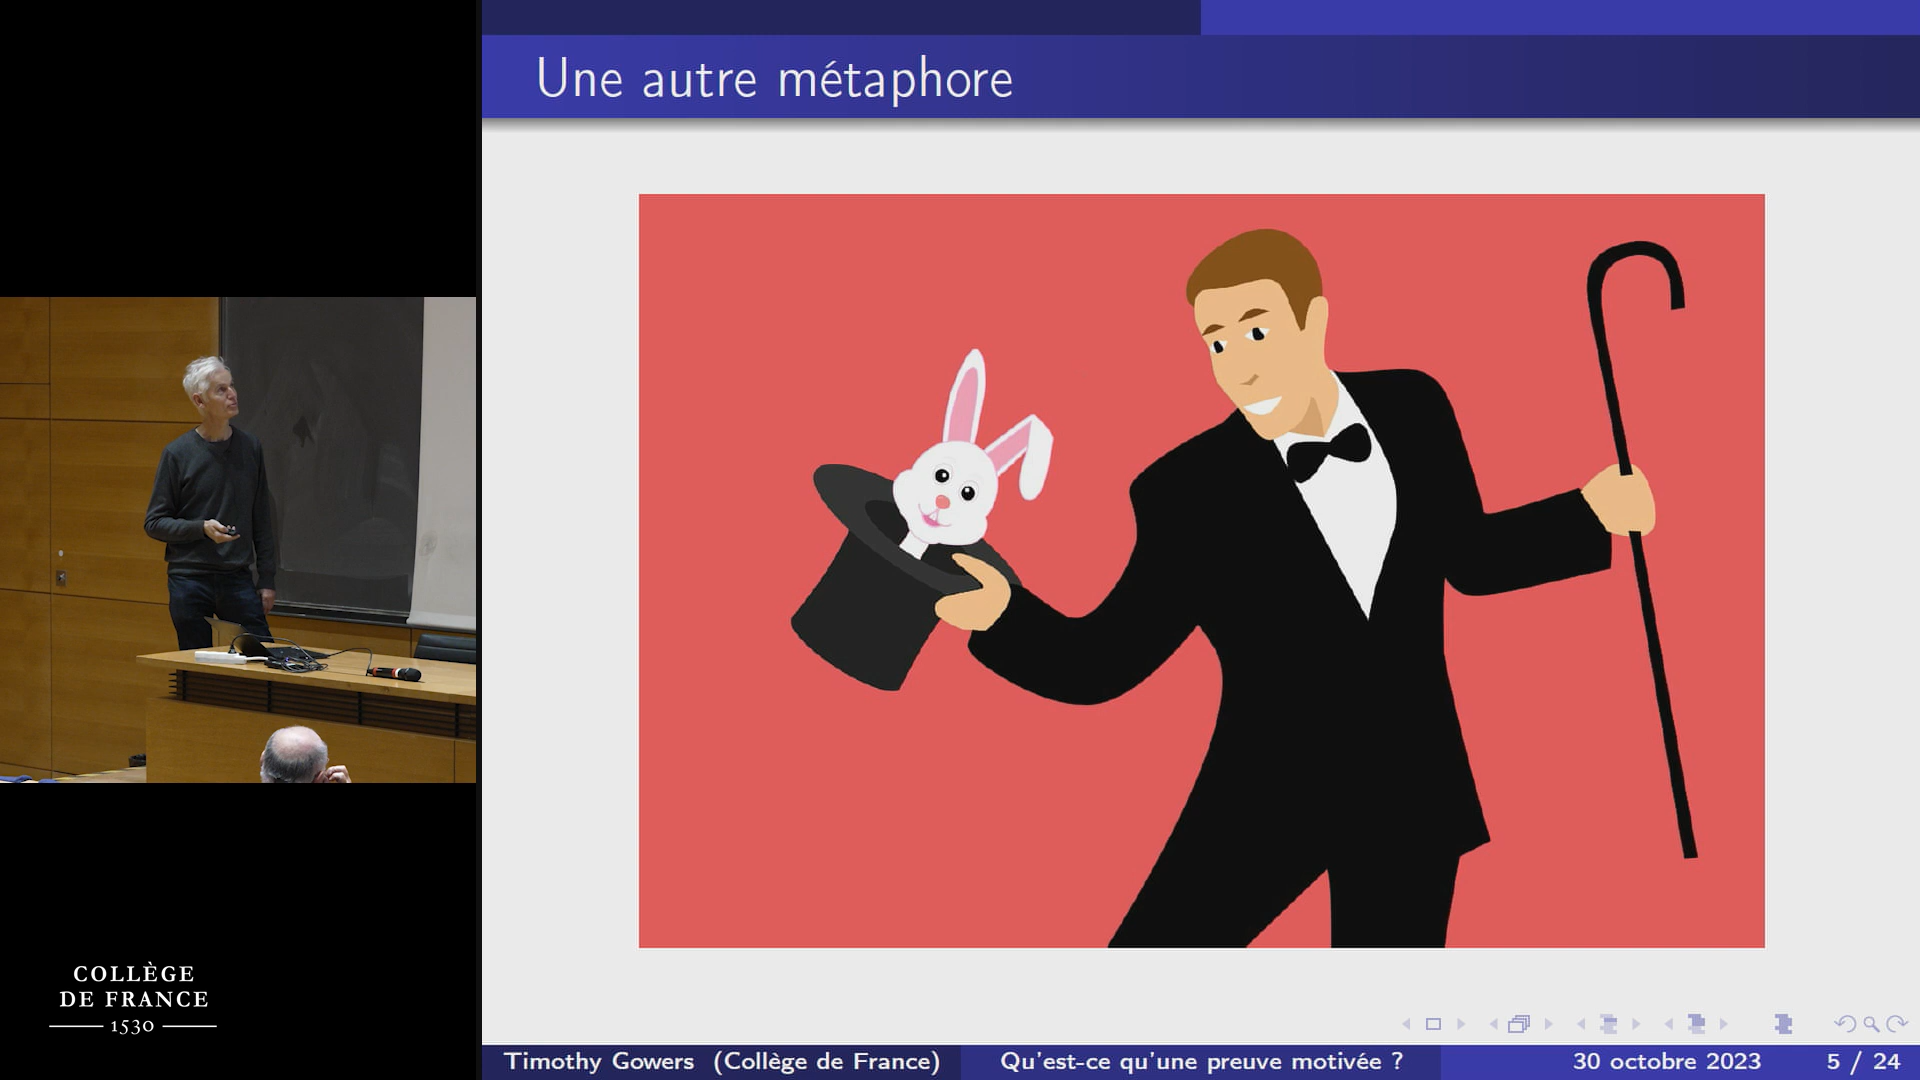 Une autre métaphore
COLLÈGE
DE FRANCE
1530
Timothy Gowers (Collège de France)
Qu'est-ce qu'une preuve motivée ?
30 octobre 2023
5 / 24